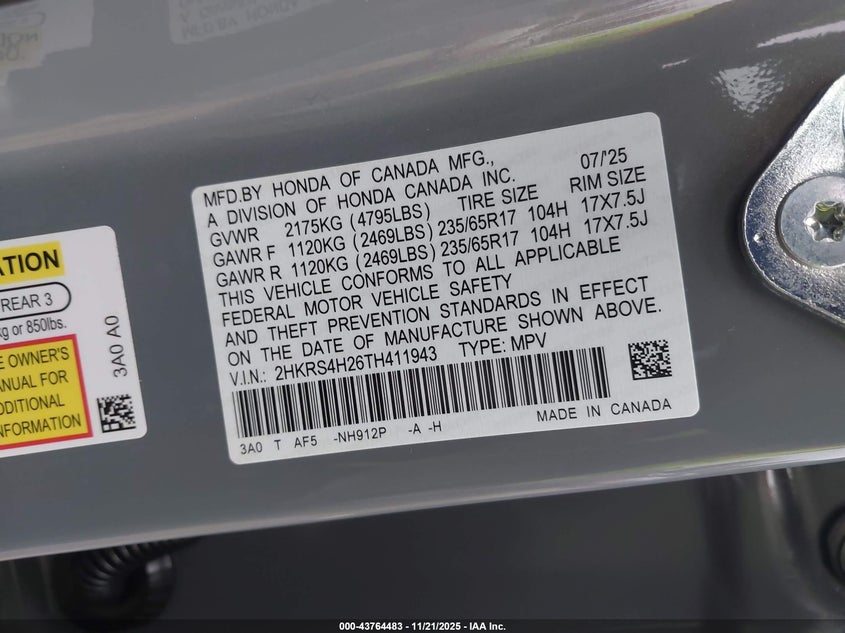 MFD.BY HONDA OF CANADA MFG., 07/'25
A DIVISION OF HONDA CANADA INC.
GVWR 2175KG (4795LBS) TIRE SIZE RIM SIZE
GAWR F 1120KG (2469LBS) 235/65R17 104H 17X7.5J
GAWR R 1120KG (2469LBS) 235/65R17 104H 17X7.5J
THIS VEHICLE CONFORMS TO ALL APPLICABLE
FEDERAL MOTOR VEHICLE SAFETY
AND THEFT PREVENTION STANDARDS IN EFFECT
ON THE DATE OF MANUFACTURE SHOWN ABOVE.
V.I.N.: 2HKRS4H26TH411943 TYPE: MPV
3A0 T AF5 -NH912P -A -H MADE IN CANADA
ATION
REAR 3
kg or 850lbs.
E OWNER'S
ANUAL FOR
DDITIONAL
NFORMATION
3A0 A0
000-43764483 - 11/21/2025 - IAA Inc.